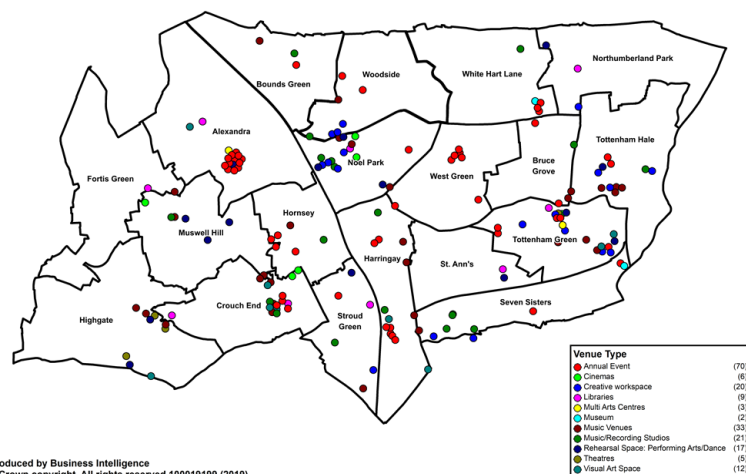 Northumberland Park
White Hart Lane
Woodside
Bounds Green
Alexandra
Tottenham Hale
Noel Park
Bruce
Grove
West Green
Fortis Green
Hornsey
Muswell Hill
Tottenham Green
Harringay
St. Ann's
Seven Sisters
Crouch End
Highgate
Stroud
Green
Venue Type
Annual Event (70)
Cinemas (6)
Creative workspace (20)
Libraries (9)
Multi Arts Centres (3)
Museum (2)
Music Venues (33)
Music/Recording Studios (21)
Rehearsal Space: Performing Arts/Dance (17)
Theatres (5)
Visual Art Space (12)
oduced by Business Intelligence